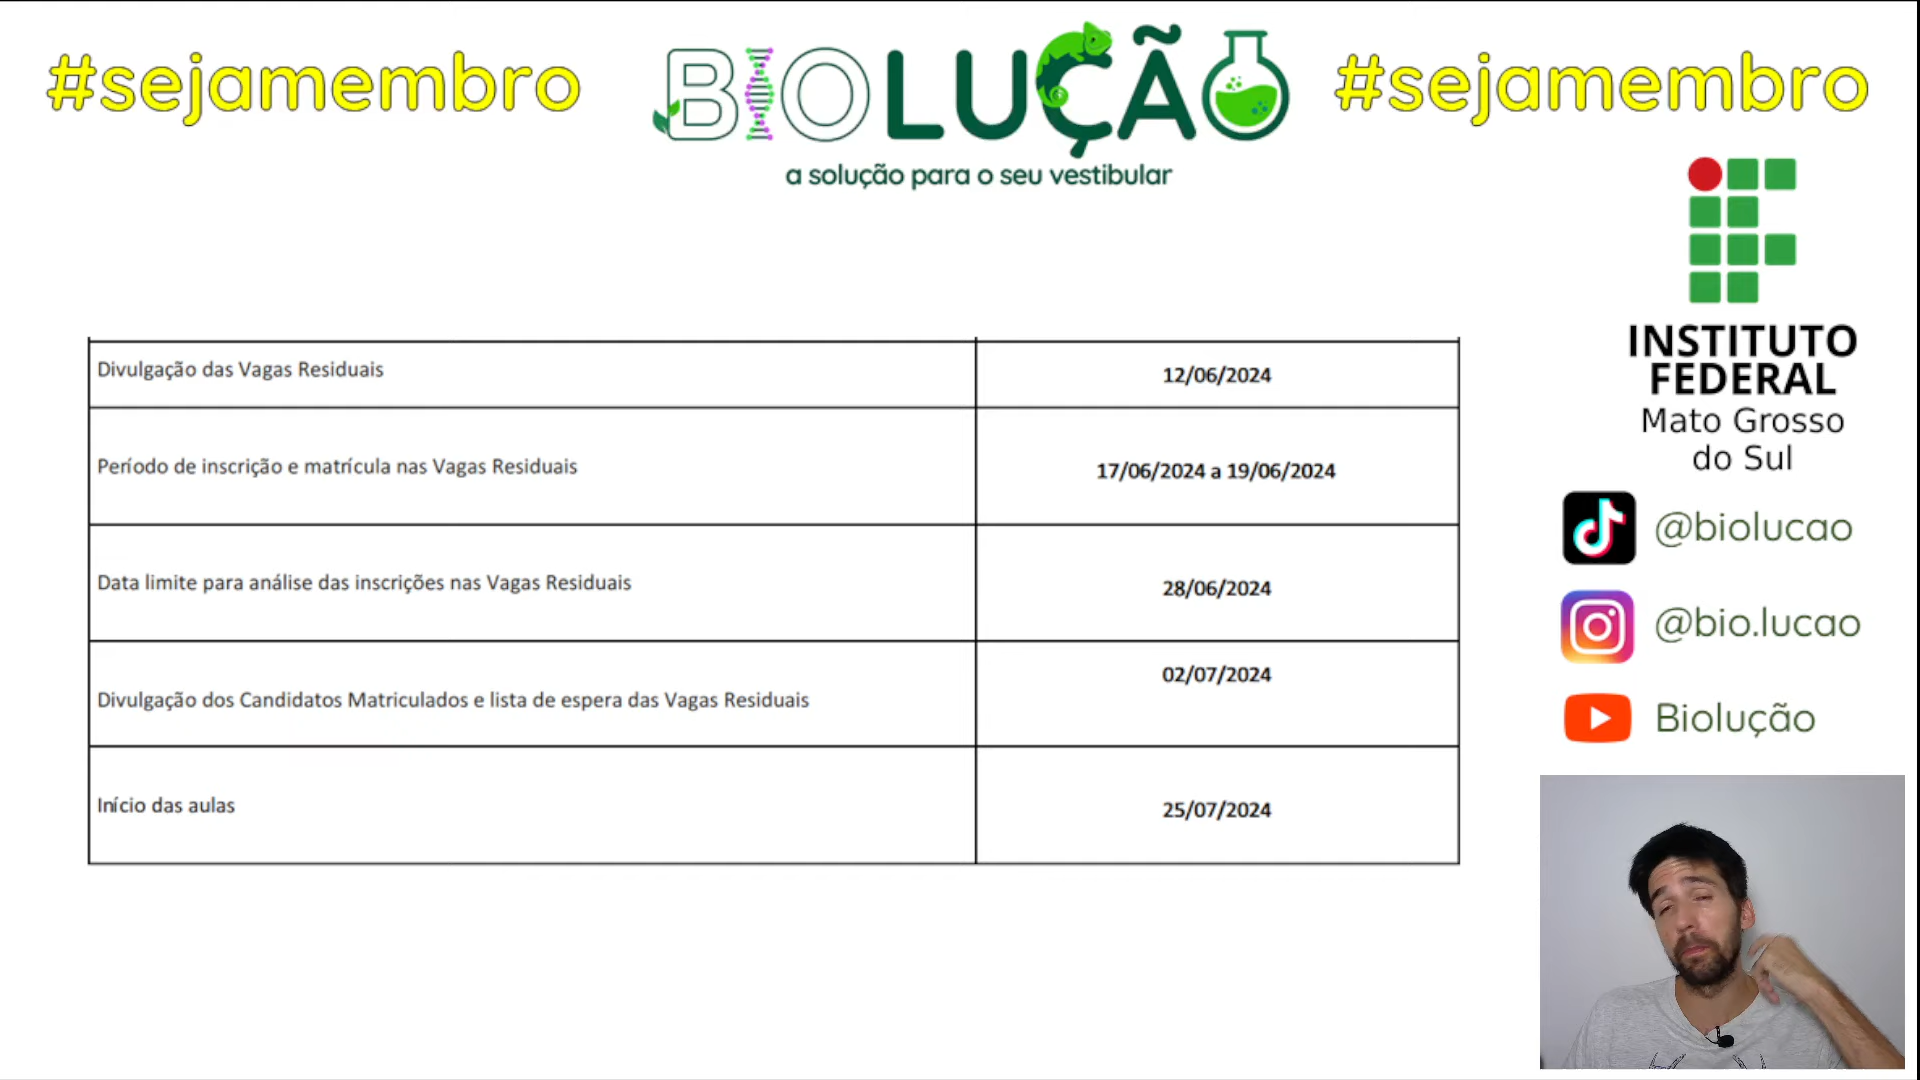 #sejamembro
BIOLUÇÃO
#sejamembro
a solução para o seu vestibular
INSTITUTO
FEDERAL
Mato Grosso
do Sul
Divulgação das Vagas Residuais
12/06/2024
Período de inscrição e matrícula nas Vagas Residuais
17/06/2024 a 19/06/2024
Data limite para análise das inscrições nas Vagas Residuais
28/06/2024
Divulgação dos Candidatos Matriculados e lista de espera das Vagas Residuais
02/07/2024
Início das aulas
25/07/2024
@biolucao
@bio.lucao
Biolução